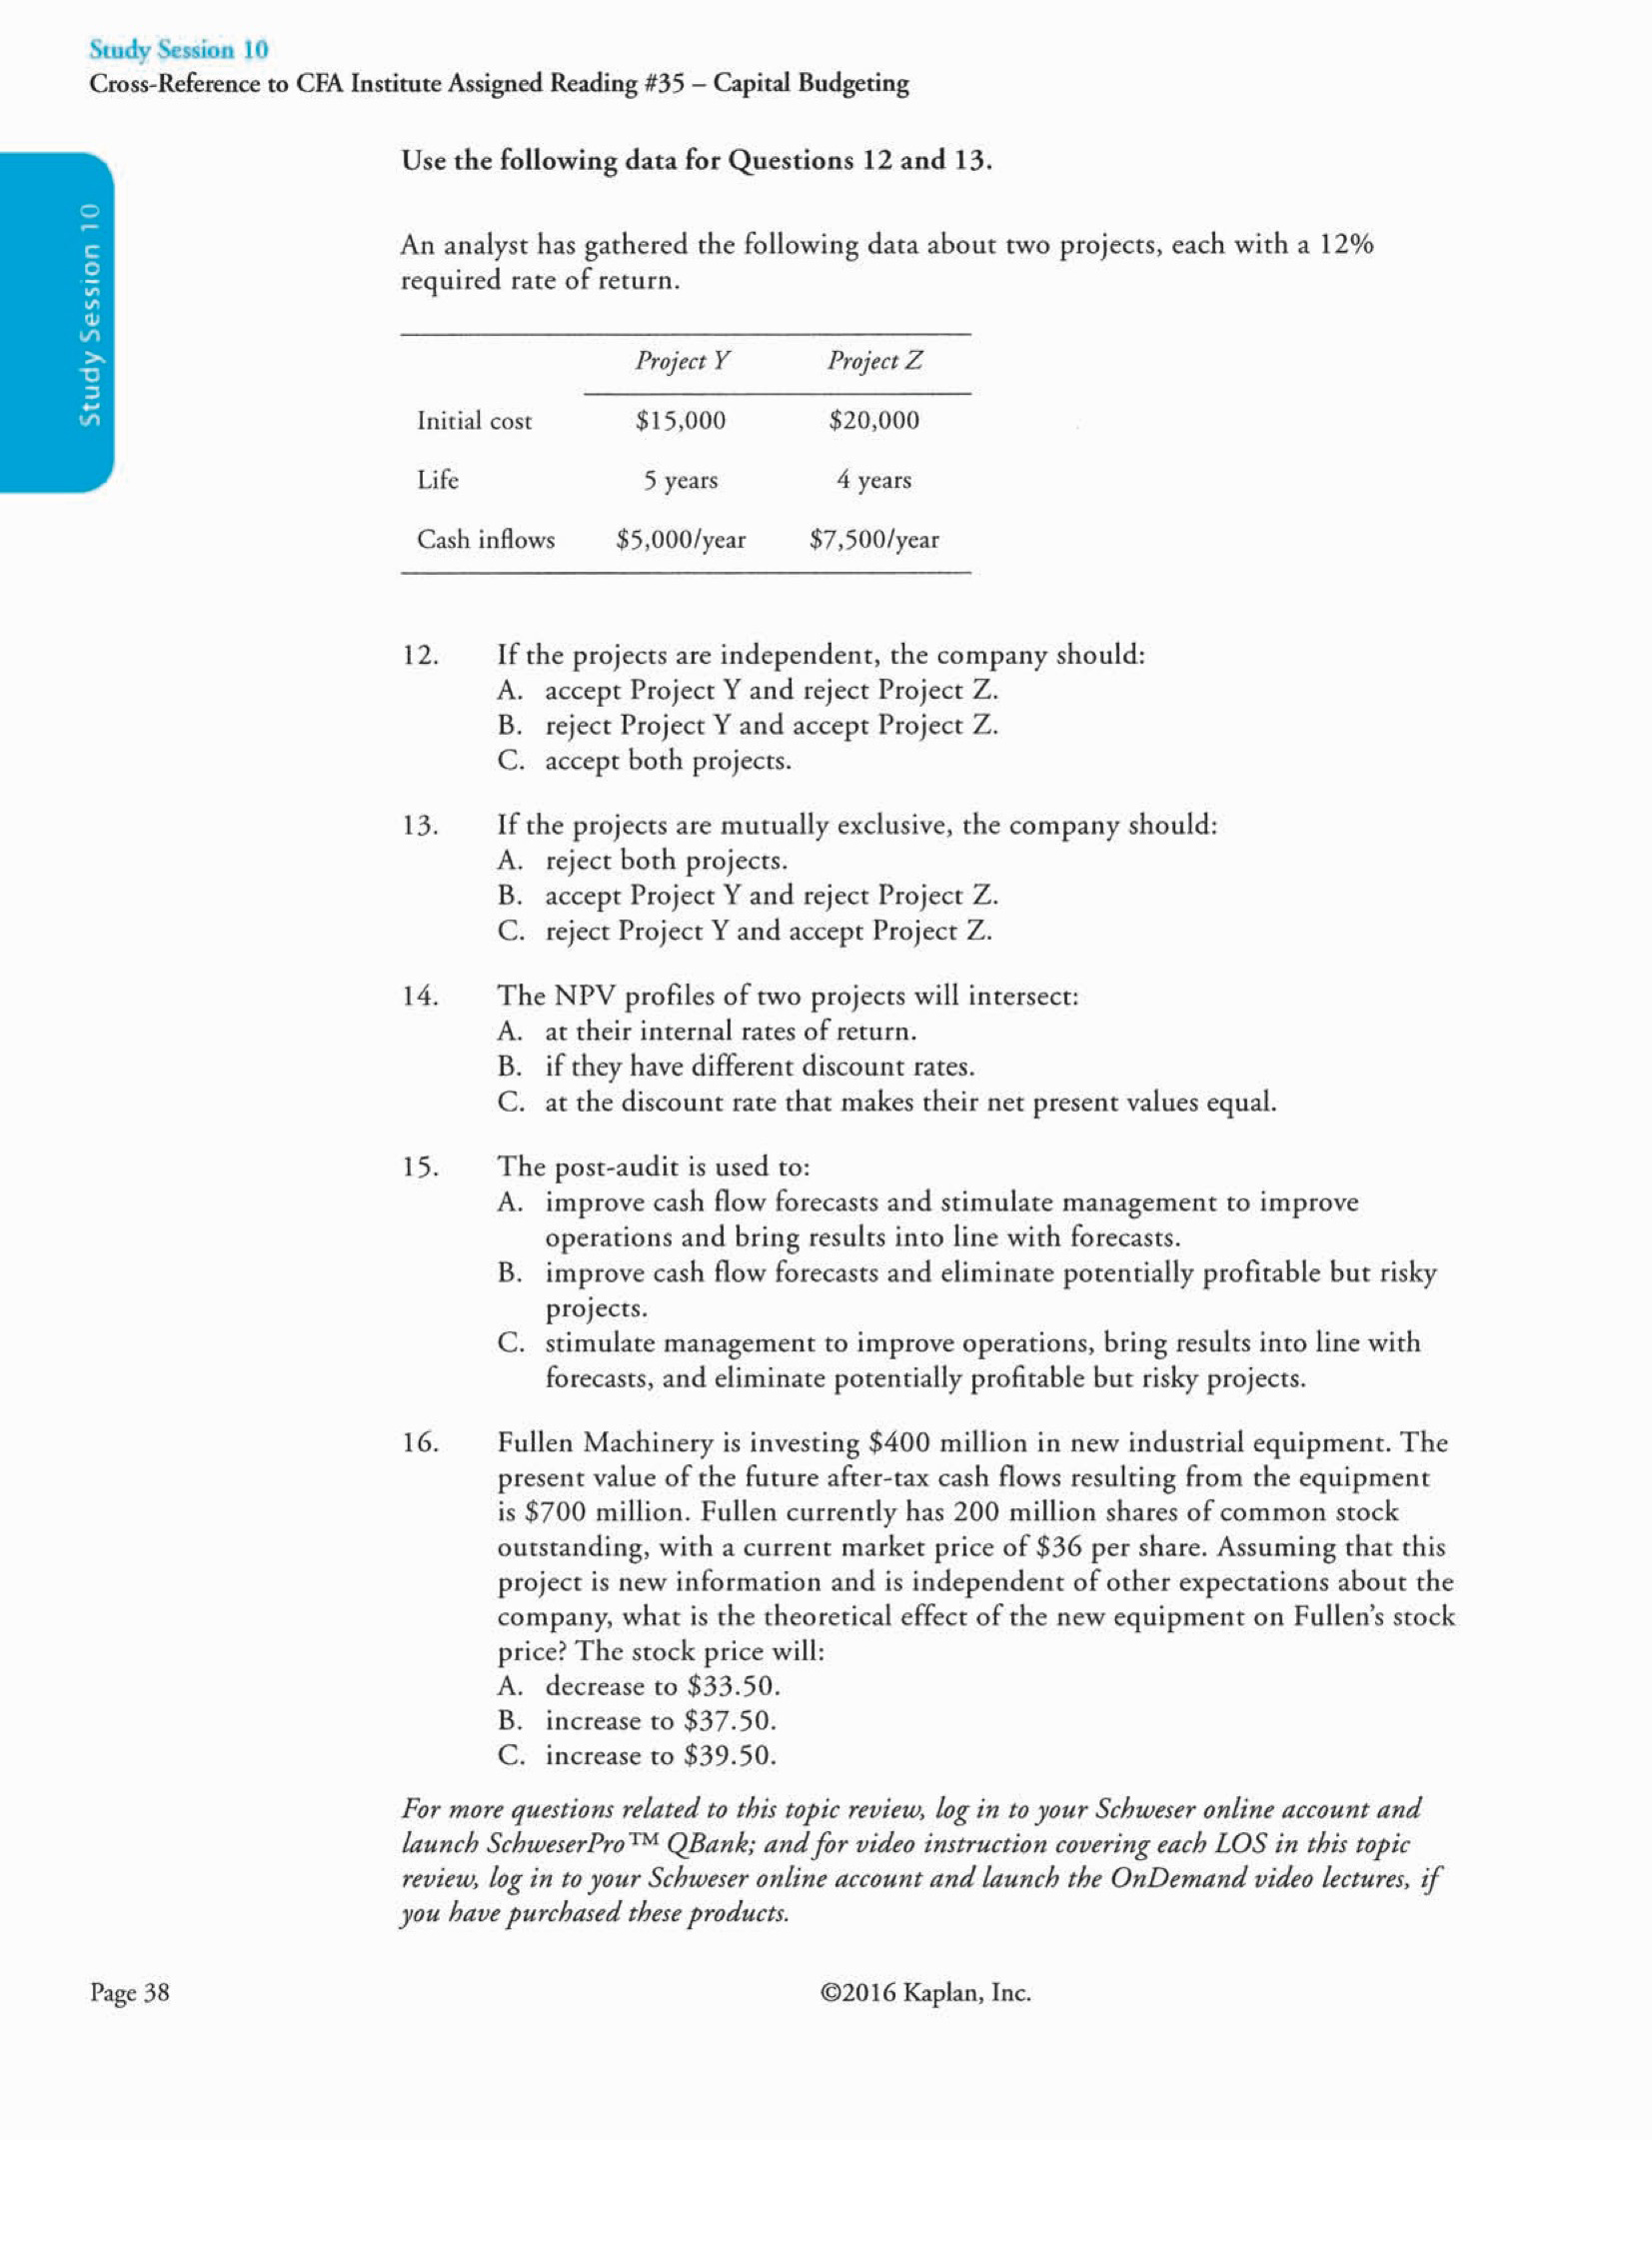 Study Session 10
Cross-Reference to CFA Institute Assigned Reading #35 – Capital Budgeting
Study Session 10
Use the following data for Questions 12 and 13.
An analyst has gathered the following data about two projects, each with a 12%
required rate of return.
Project Y Project Z
Initial cost $15,000 $20,000
Life 5 years 4 years
Cash inflows $5,000/year $7,500/year
12. If the projects are independent, the company should:
A. accept Project Y and reject Project Z.
B. reject Project Y and accept Project Z.
C. accept both projects.
13. If the projects are mutually exclusive, the company should:
A. reject both projects.
B. accept Project Y and reject Project Z.
C. reject Project Y and accept Project Z.
14. The NPV profiles of two projects will intersect:
A. at their internal rates of return.
B. if they have different discount rates.
C. at the discount rate that makes their net present values equal.
15. The post-audit is used to:
A. improve cash flow forecasts and stimulate management to improve
operations and bring results into line with forecasts.
B. improve cash flow forecasts and eliminate potentially profitable but risky
projects.
C. stimulate management to improve operations, bring results into line with
forecasts, and eliminate potentially profitable but risky projects.
16. Fullen Machinery is investing $400 million in new industrial equipment. The
present value of the future after-tax cash flows resulting from the equipment
is $700 million. Fullen currently has 200 million shares of common stock
outstanding, with a current market price of $36 per share. Assuming that this
project is new information and is independent of other expectations about the
company, what is the theoretical effect of the new equipment on Fullen's stock
price? The stock price will:
A. decrease to $33.50.
B. increase to $37.50.
C. increase to $39.50.
For more questions related to this topic review, log in to your Schweser online account and
launch SchweserPro™ QBank; and for video instruction covering each LOS in this topic
review, log in to your Schweser online account and launch the OnDemand video lectures, if
you have purchased these products.
Page 38 ©2016 Kaplan, Inc.